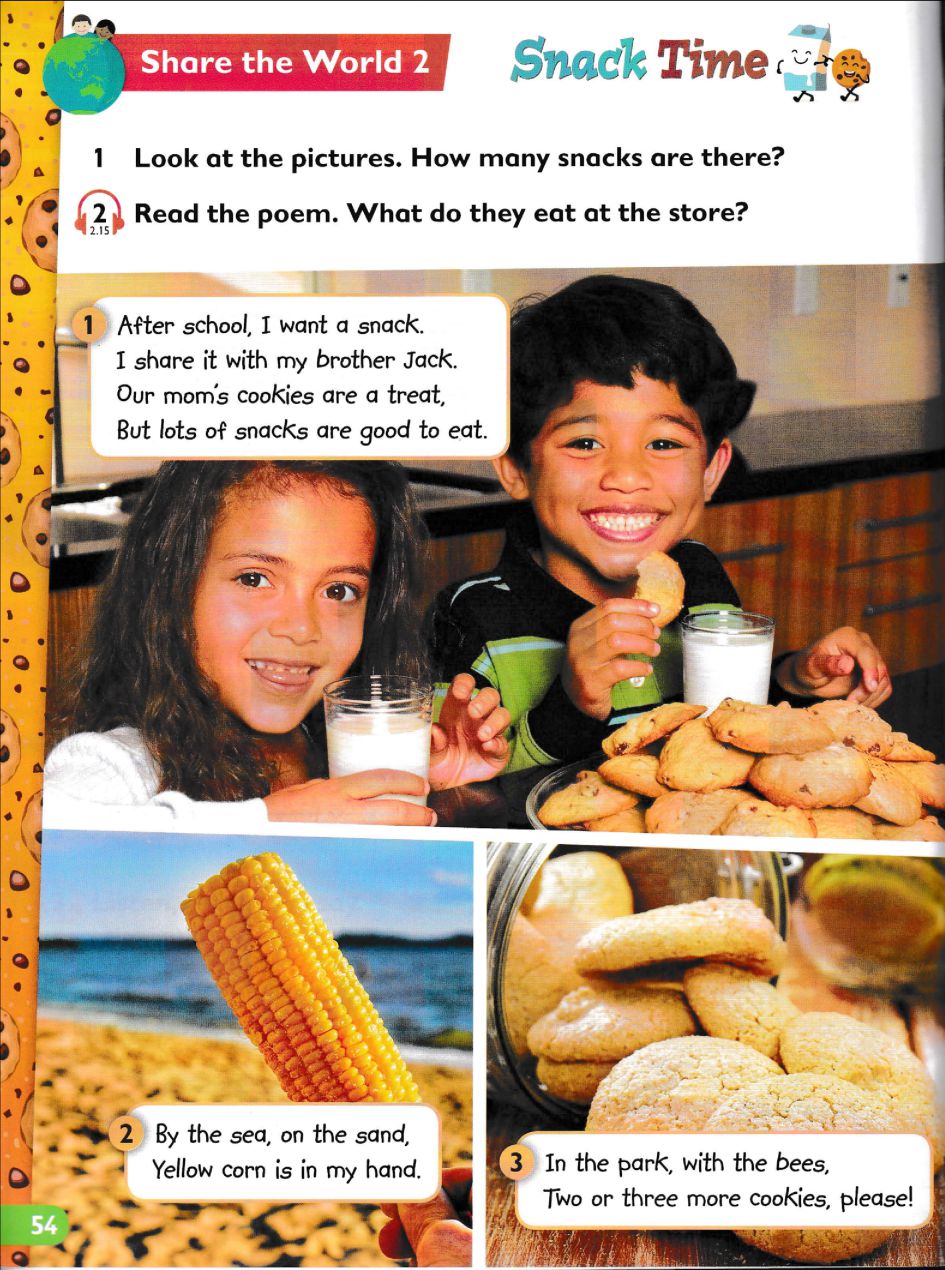 Share the World 2
Snack Time
1 Look at the pictures. How many snacks are there?
2 Read the poem. What do they eat at the store?
2.15
1 After school, I want a snack.
I share it with my brother Jack.
Our mom's cookies are a treat,
But lots of snacks are good to eat.
2 By the sea, on the sand,
Yellow corn is in my hand.
3 In the park, with the bees,
Two or three more cookies, please!
54